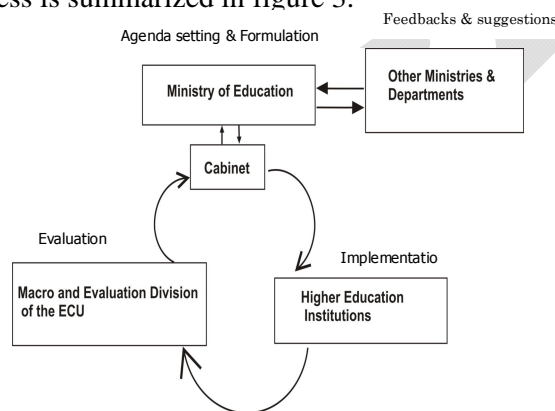 ess is summarized in figure 3.
Feedbacks & suggestions
Agenda setting & Formulation
Ministry of Education
Other Ministries &
Departments
Cabinet
Evaluation
Implementatio
Macro and Evaluation Division
of the ECU
Higher Education
Institutions